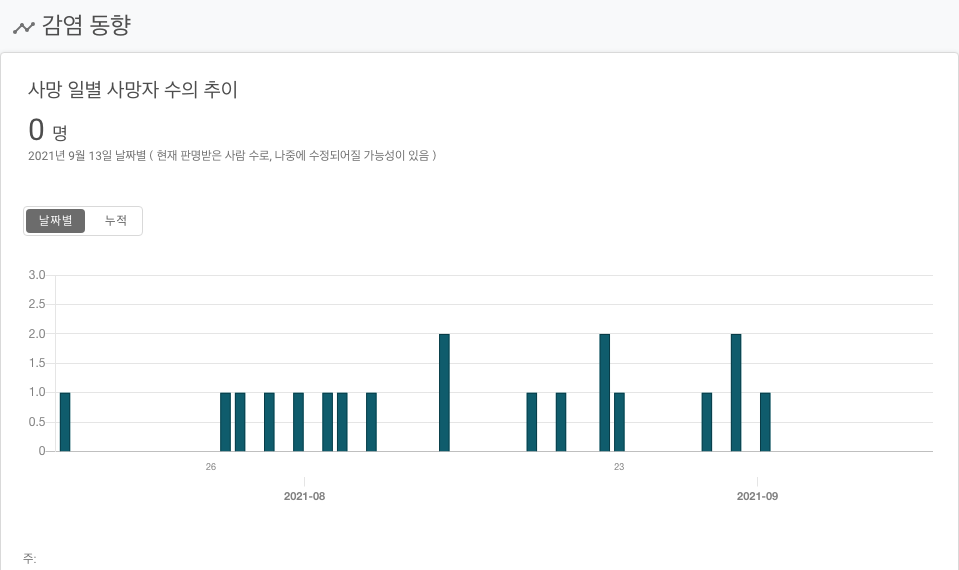 감염 동향
사망 일별 사망자 수의 추이
0 명
2021년 9월 13일 날짜별 ( 현재 판명받은 사람 수로, 나중에 수정되어질 가능성이 있음 )
날짜별 누적
3.0
2.5
2.0
1.5
1.0
0.5
0
26 23
2021-08 2021-09
주: